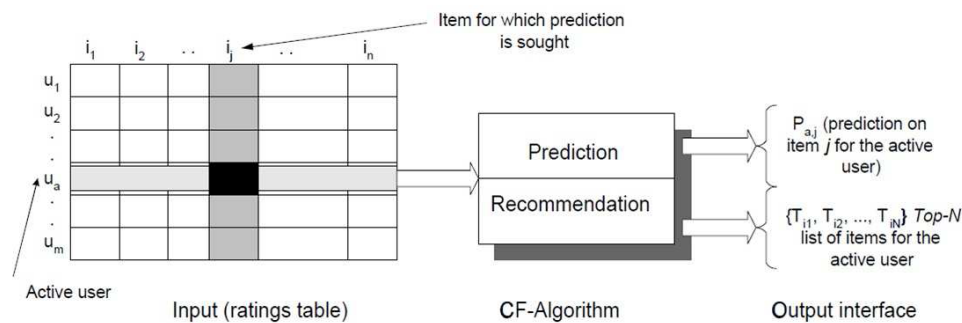 Item for which prediction
is sought
i1 i2 . . ij . . in
u1
u2
.
.
ua
.
.
um
Active user
Input (ratings table)
Prediction
Recommendation
CF-Algorithm
Pa,j (prediction on
item j for the active
user)
{Ti1, Ti2, ..., TiN} Top-N
list of items for the
active user
Output interface